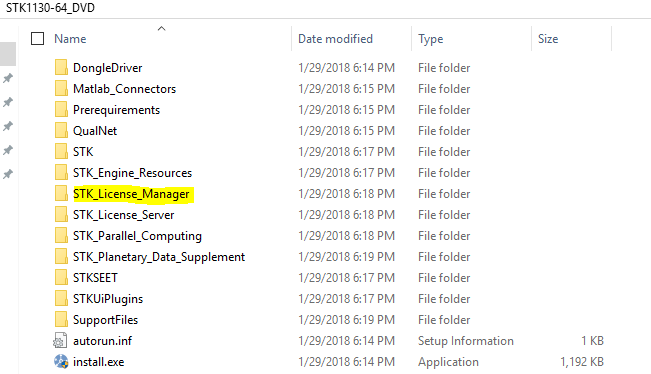 STK1130-64_DVD
Name Date modified Type Size
DongleDriver 1/29/2018 6:14 PM File folder
Matlab_Connectors 1/29/2018 6:15 PM File folder
Prerequirements 1/29/2018 6:15 PM File folder
QualNet 1/29/2018 6:15 PM File folder
STK 1/29/2018 6:17 PM File folder
STK_Engine_Resources 1/29/2018 6:17 PM File folder
STK_License_Manager 1/29/2018 6:18 PM File folder
STK_License_Server 1/29/2018 6:18 PM File folder
STK_Parallel_Computing 1/29/2018 6:18 PM File folder
STK_Planetary_Data_Supplement 1/29/2018 6:19 PM File folder
STKSEET 1/29/2018 6:17 PM File folder
STKUiPlugins 1/29/2018 6:17 PM File folder
SupportFiles 1/29/2018 6:19 PM File folder
autorun.inf 1/29/2018 6:14 PM Setup Information 1 KB
install.exe 1/29/2018 6:14 PM Application 1,192 KB